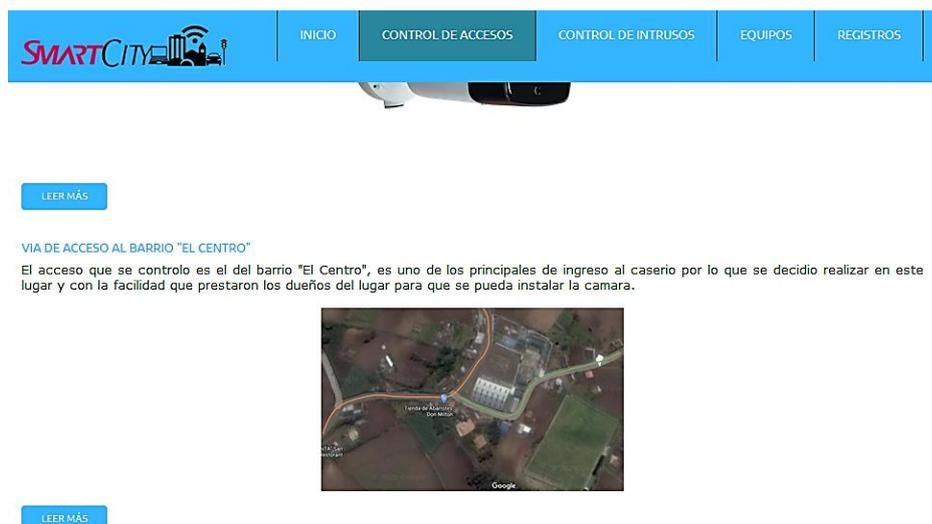 SMARTCITY
INICIO
CONTROL DE ACCESOS
CONTROL DE INTRUSOS
EQUIPOS
REGISTROS
LEER MÁS
VIA DE ACCESO AL BARRIO "EL CENTRO"
El acceso que se controlo es el del barrio "El Centro", es uno de los principales de ingreso al caserio por lo que se decidio realizar en este
lugar y con la facilidad que prestaron los dueños del lugar para que se pueda instalar la camara.
Tienda de Abarrotes
Don Milton
Google
LEER MÁS